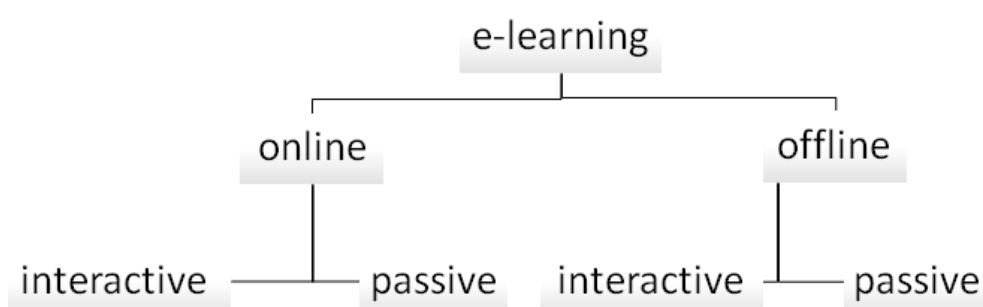 e-learning
online
offline
interactive
passive
interactive
passive